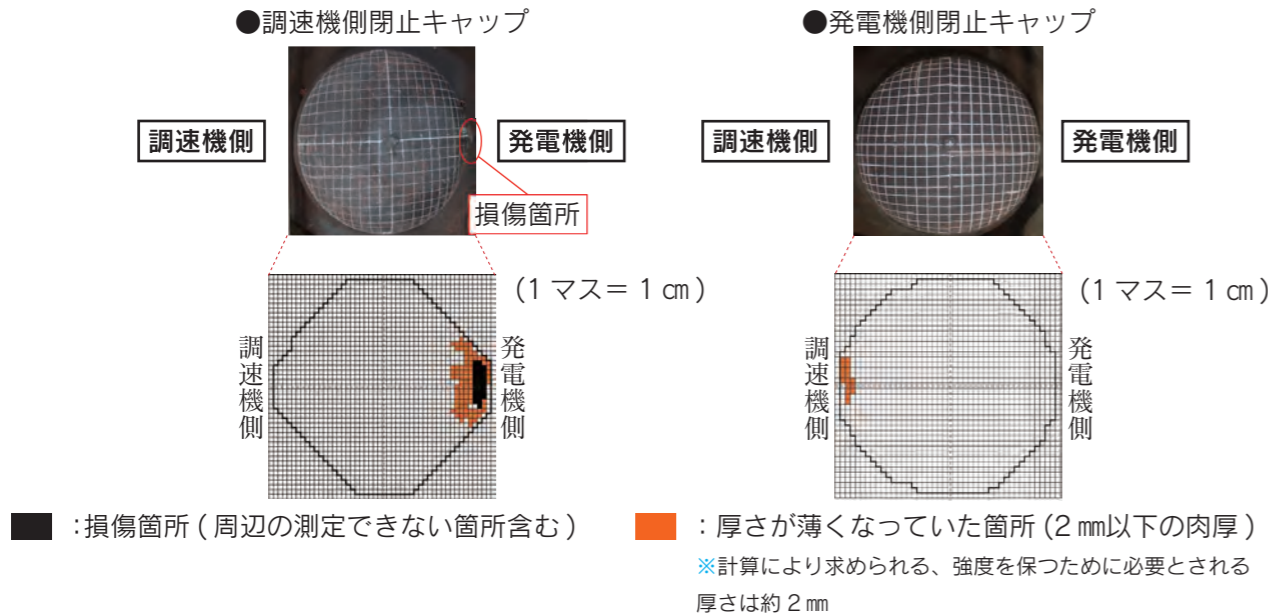 ●調速機側閉止キャップ
●発電機側閉止キャップ
調速機側
発電機側
損傷箇所
調速機側
発電機側
(1 マス＝ 1 ㎝ )
調速機側
発電機側
(1 マス＝ 1 ㎝ )
調速機側
発電機側
：損傷箇所 ( 周辺の測定できない箇所含む )
：厚さが薄くなっていた箇所 (2 ㎜以下の肉厚 )
※計算により求められる、強度を保つために必要とされる
厚さは約 2 ㎜